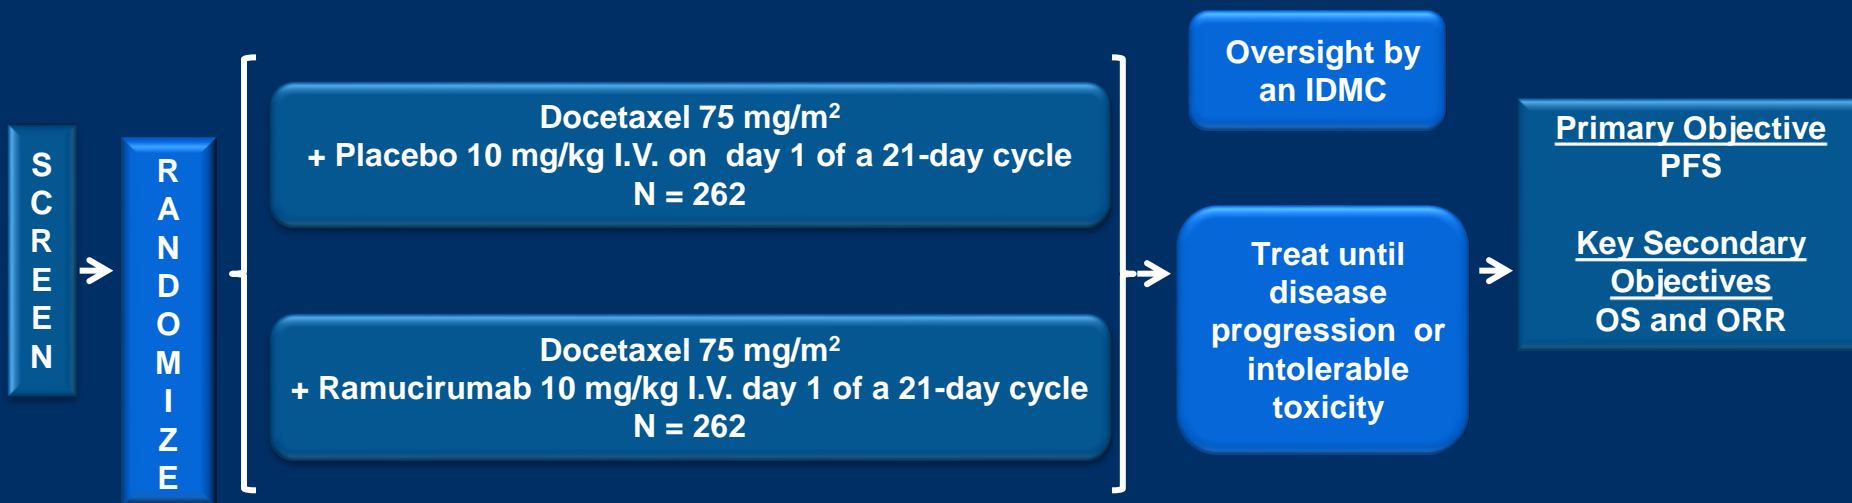 SCREEN
RANDOMIZE
Docetaxel 75 mg/m²
+ Placebo 10 mg/kg I.V. on day 1 of a 21-day cycle
N = 262
Docetaxel 75 mg/m²
+ Ramucirumab 10 mg/kg I.V. day 1 of a 21-day cycle
N = 262
Oversight by
an IDMC
Treat until
disease
progression or
intolerable
toxicity
Primary Objective
PFS
Key Secondary
Objectives
OS and ORR